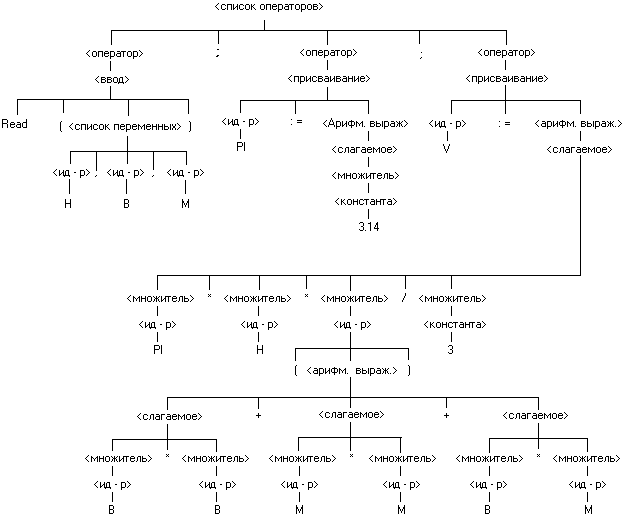 <список операторов>
<оператор> ; <оператор> ; <оператор>
<ввод> <присваивание> <присваивание>
Read ( <список переменных> ) <ид - р> : = <Арифм. выраж> <ид - р> : = <арифм. выраж.>
PI <слагаемое> V <слагаемое>
<ид - р> , <ид - р> , <ид - р> <множитель>
H B M <константа>
3.14
<множитель> * <множитель> * <множитель> / <множитель>
<ид - р> <ид - р> <ид - р> <константа>
PI H 3
( <арифм. выраж.> )
<слагаемое> + <слагаемое> + <слагаемое>
<множитель> * <множитель> <множитель> * <множитель> <множитель> * <множитель>
<ид - р> <ид - р> <ид - р> <ид - р> <ид - р> <ид - р>
B B M M B M